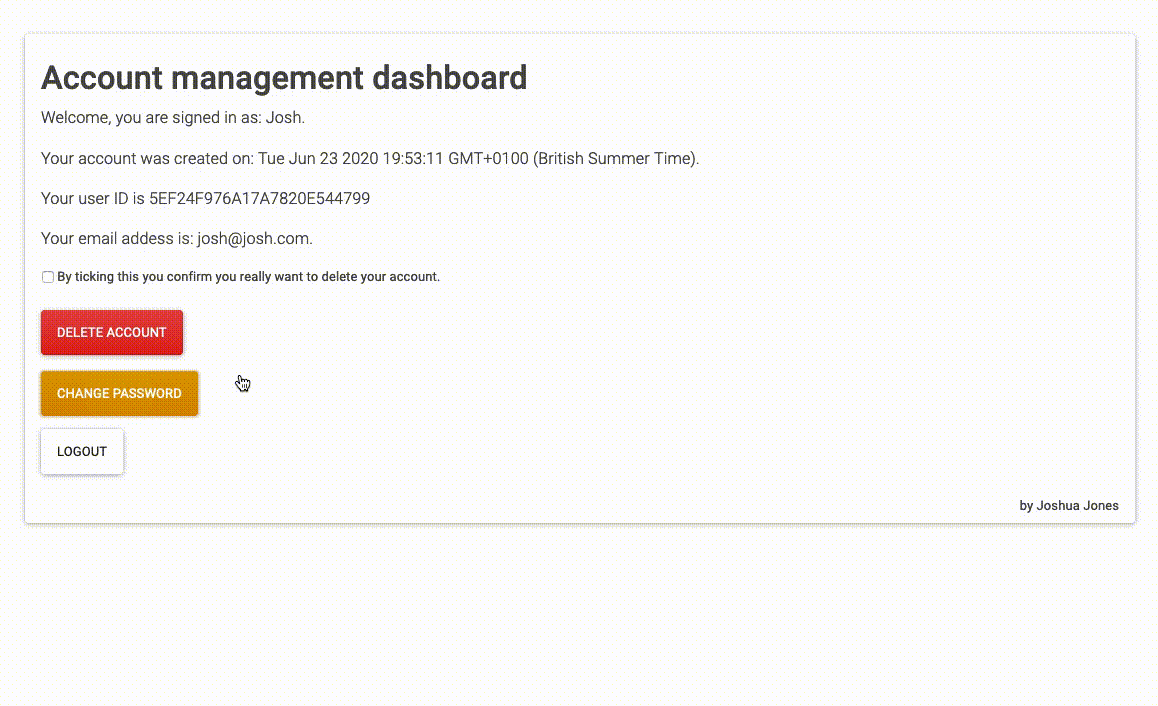 Account management dashboard
Welcome, you are signed in as: Josh.
Your account was created on: Tue Jun 23 2020 19:53:11 GMT+0100 (British Summer Time).
Your user ID is 5EF24F976A17A7820E544799
Your email addess is: josh@josh.com.
By ticking this you confirm you really want to delete your account.
DELETE ACCOUNT
CHANGE PASSWORD
LOGOUT
by Joshua Jones